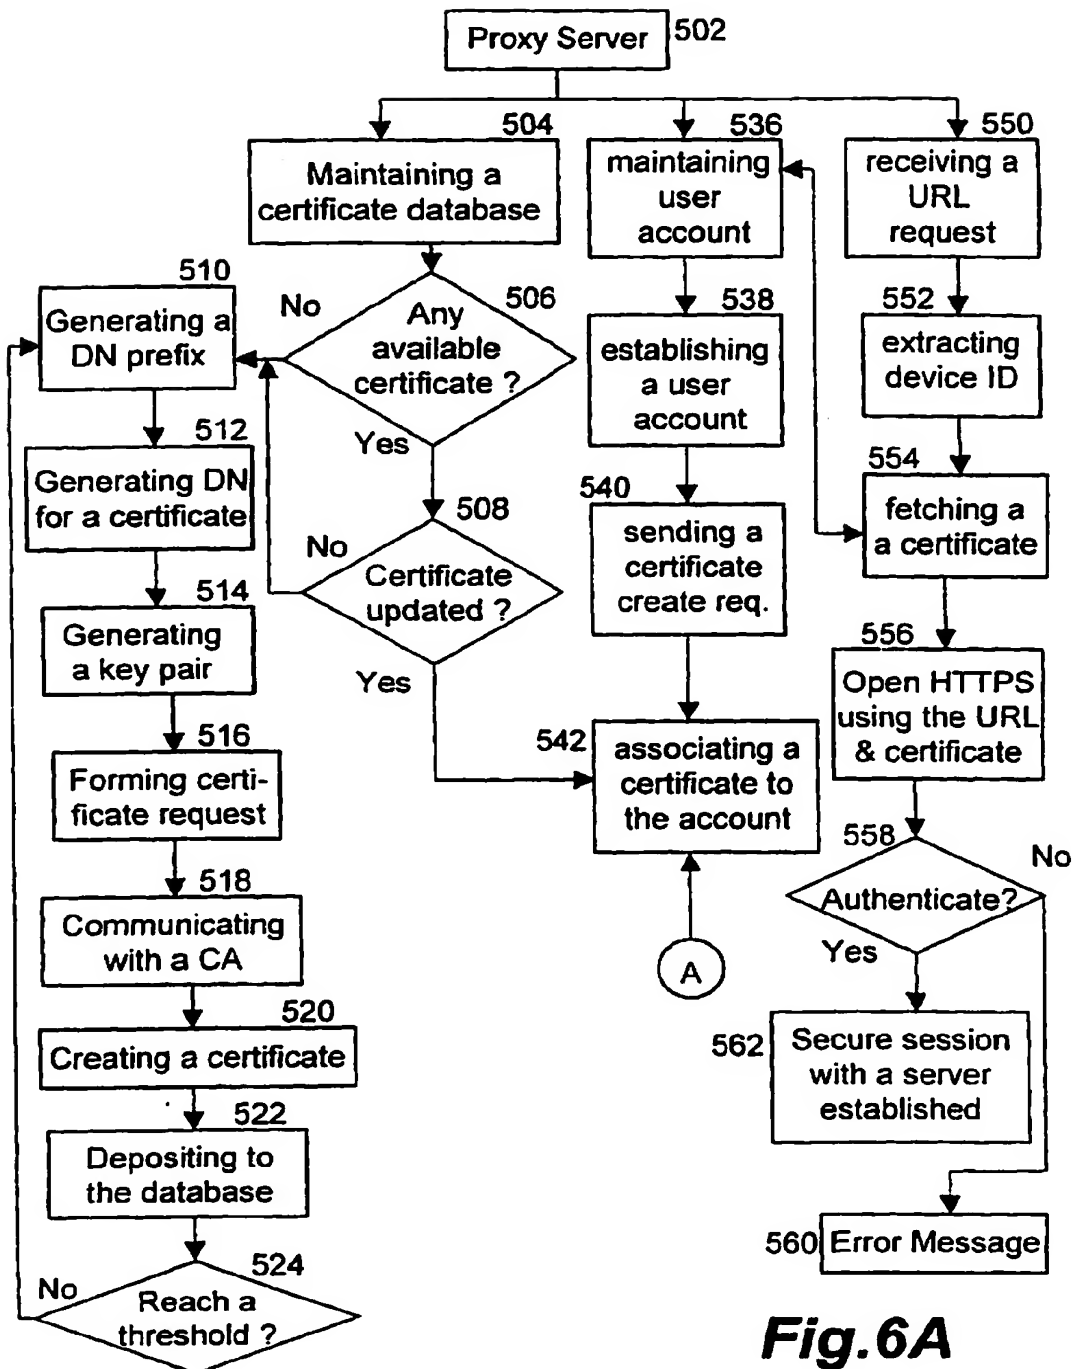 Proxy Server
502
504
Maintaining a
certificate database
536
maintaining
user
account
550
receiving a
URL
request
510
Generating a
DN prefix
No
506
Any
available
certificate ?
Yes
538
establishing
a user
account
552
extracting
device ID
512
Generating DN
for a certificate
508
No
Certificate
updated ?
Yes
540
sending a
certificate
create req.
554
fetching a
a certificate
514
Generating
a key pair
556
Open HTTPS
using the URL
& certificate
516
Forming certi-
ficate request
542
associating a
certificate to
the account
558
No
Authenticate?
Yes
518
Communicating
with a CA
A
520
Creating a certificate
562
Secure session
with a server
established
522
Depositing to
the database
560
Error Message
524
No
Reach a
threshold ?
Fig.6A